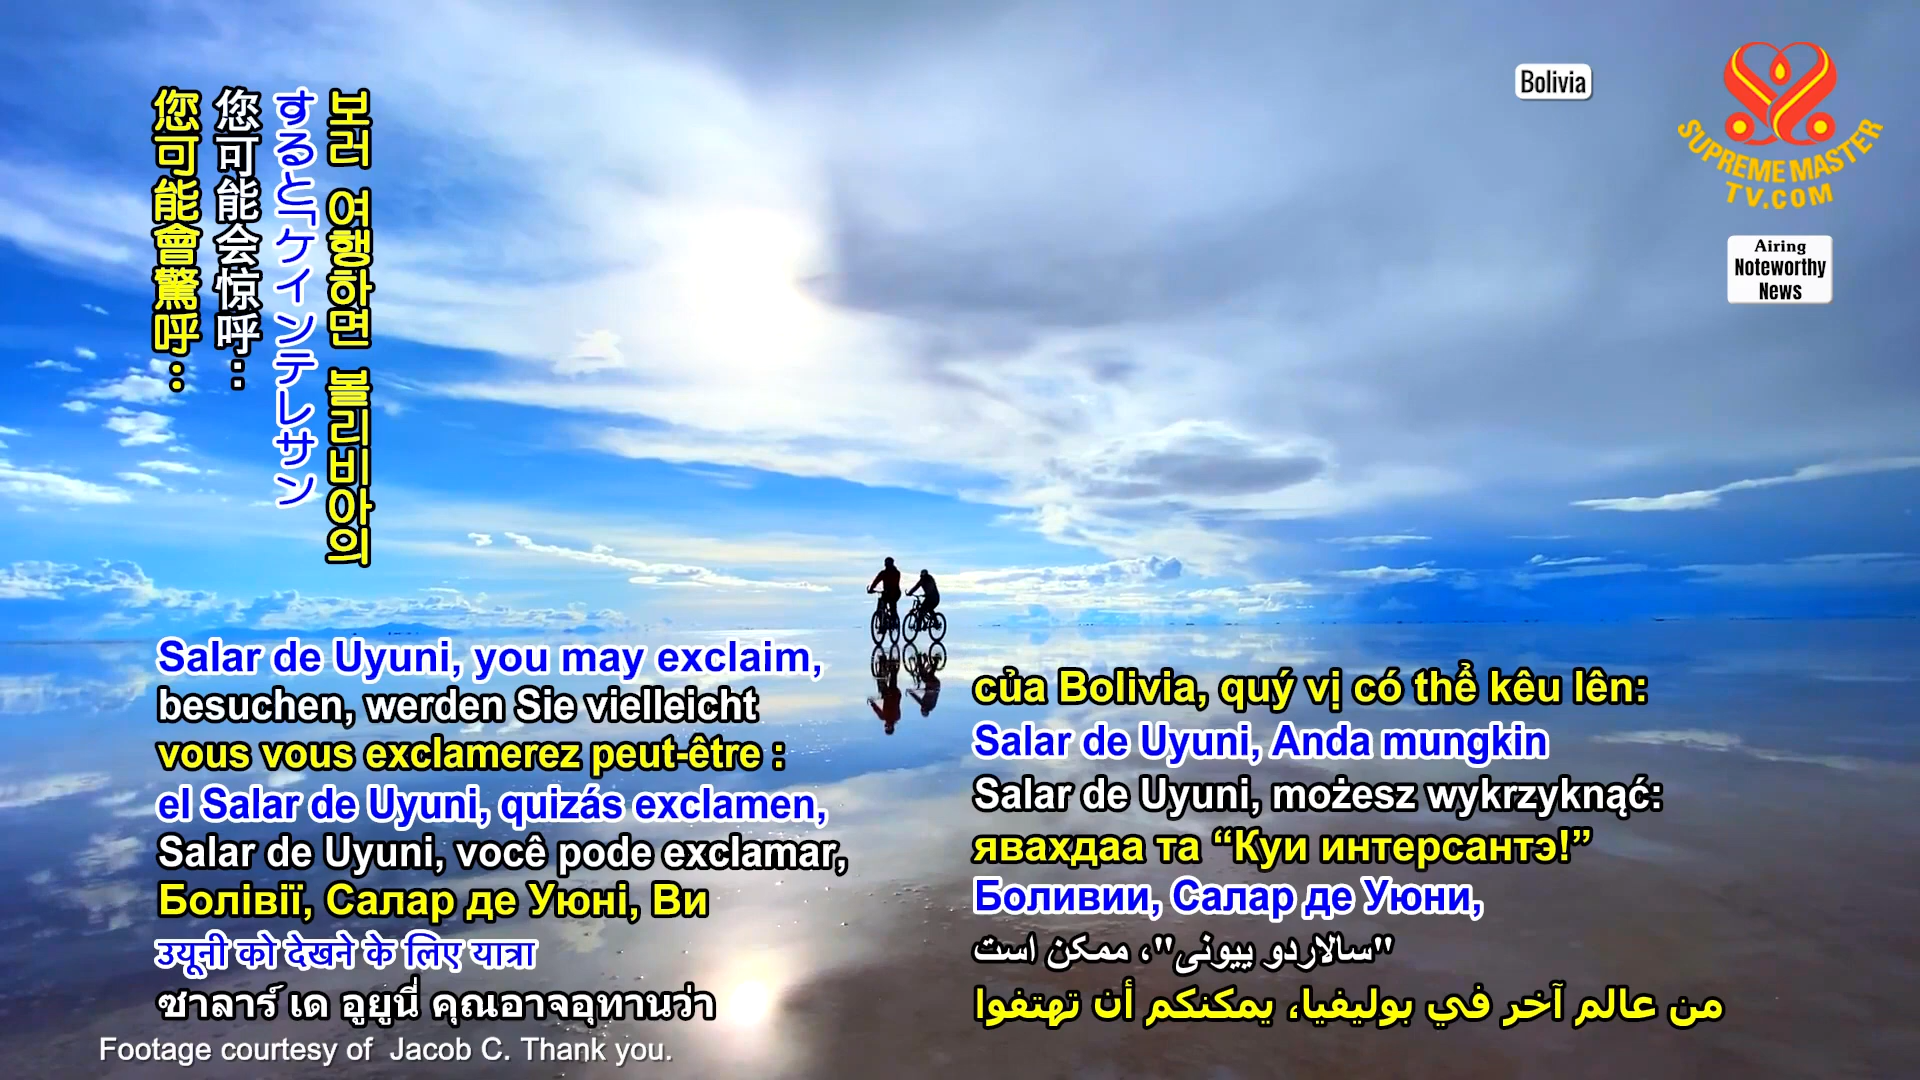 Bolivia
SUPREME MASTER
TV.COM
Airing
Noteworthy
News
보러 여행하면 볼리비아의
すると「ケインテレサン
您可能会惊呼：
您可能會驚呼：
Salar de Uyuni, you may exclaim,
besuchen, werden Sie vielleicht
vous vous exclamerez peut-être :
el Salar de Uyuni, quizás exclamen,
Salar de Uyuni, você pode exclamar,
Болівії, Салар де Уюні, Ви
उयूनी को देखने के लिए यात्रा
ซาลาร์ เด อูยูนี่ คุณอาจอุทานว่า
của Bolivia, quý vị có thể kêu lên:
Salar de Uyuni, Anda mungkin
Salar de Uyuni, możesz wykrzyknąć:
явахдаа та “Куи интерсантэ!”
Боливии, Салар де Уюни,
"سالاردو یيونی"، ممکن است
من عالم آخر في بوليفيا، يمكنكم أن تهتفوا
Footage courtesy of Jacob C. Thank you.